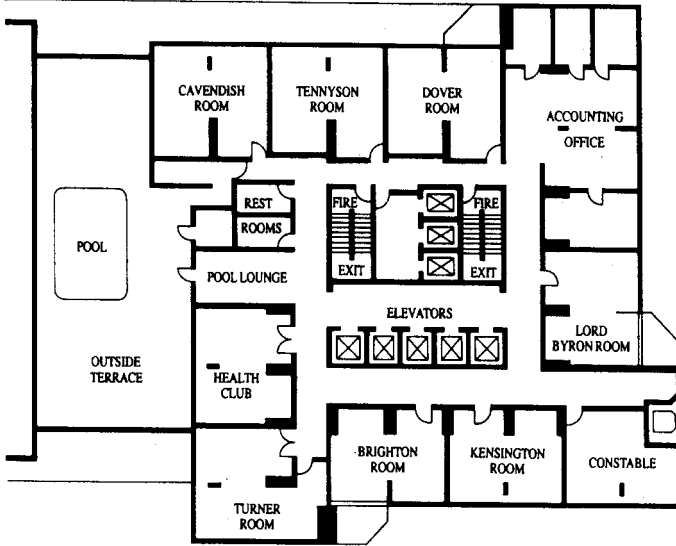 CAVENDISH
ROOM
TENNYSON
ROOM
DOVER
ROOM
ACCOUNTING
OFFICE
REST
ROOMS
FIRE
EXIT
FIRE
EXIT
POOL
POOL LOUNGE
ELEVATORS
LORD
BYRON ROOM
OUTSIDE
TERRACE
HEALTH
CLUB
BRIGHTON
ROOM
KENSINGTON
ROOM
CONSTABLE
TURNER
ROOM